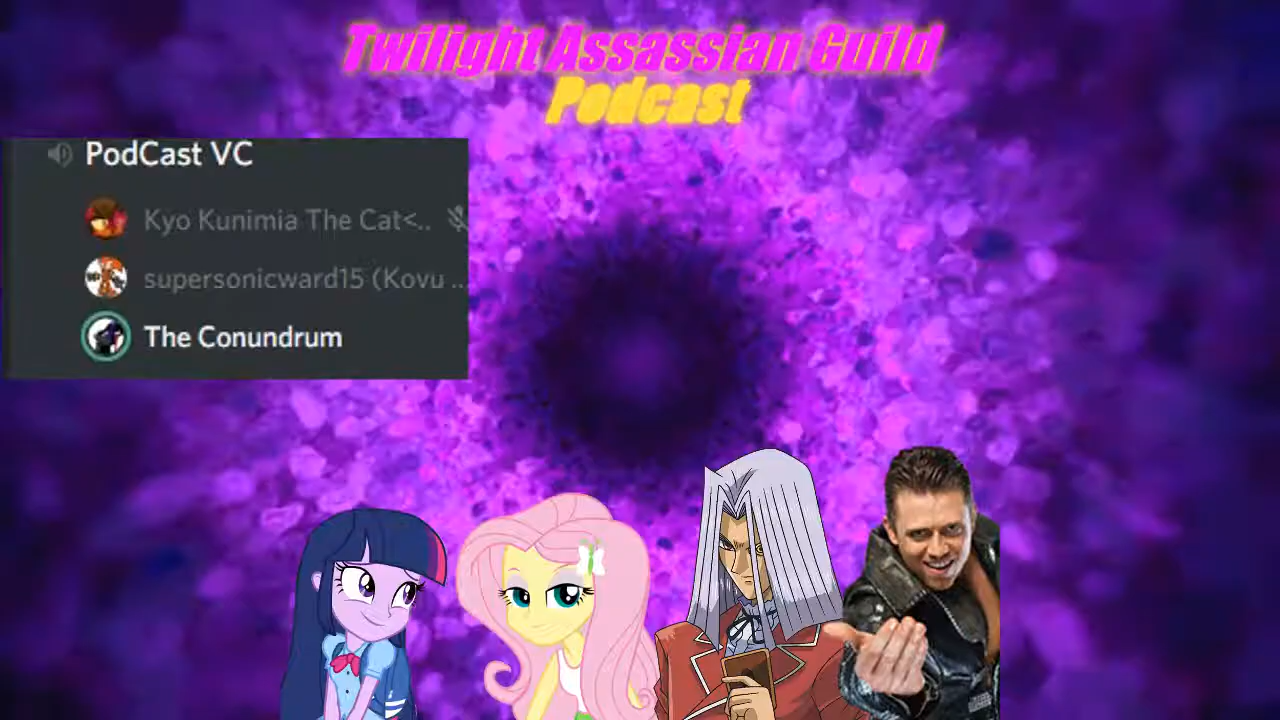 Twilight Assassian Guild
Podcast
PodCast VC
Kyo Kunimia The Cat<..
supersonicward15 (Kovu ...
The Conundrum